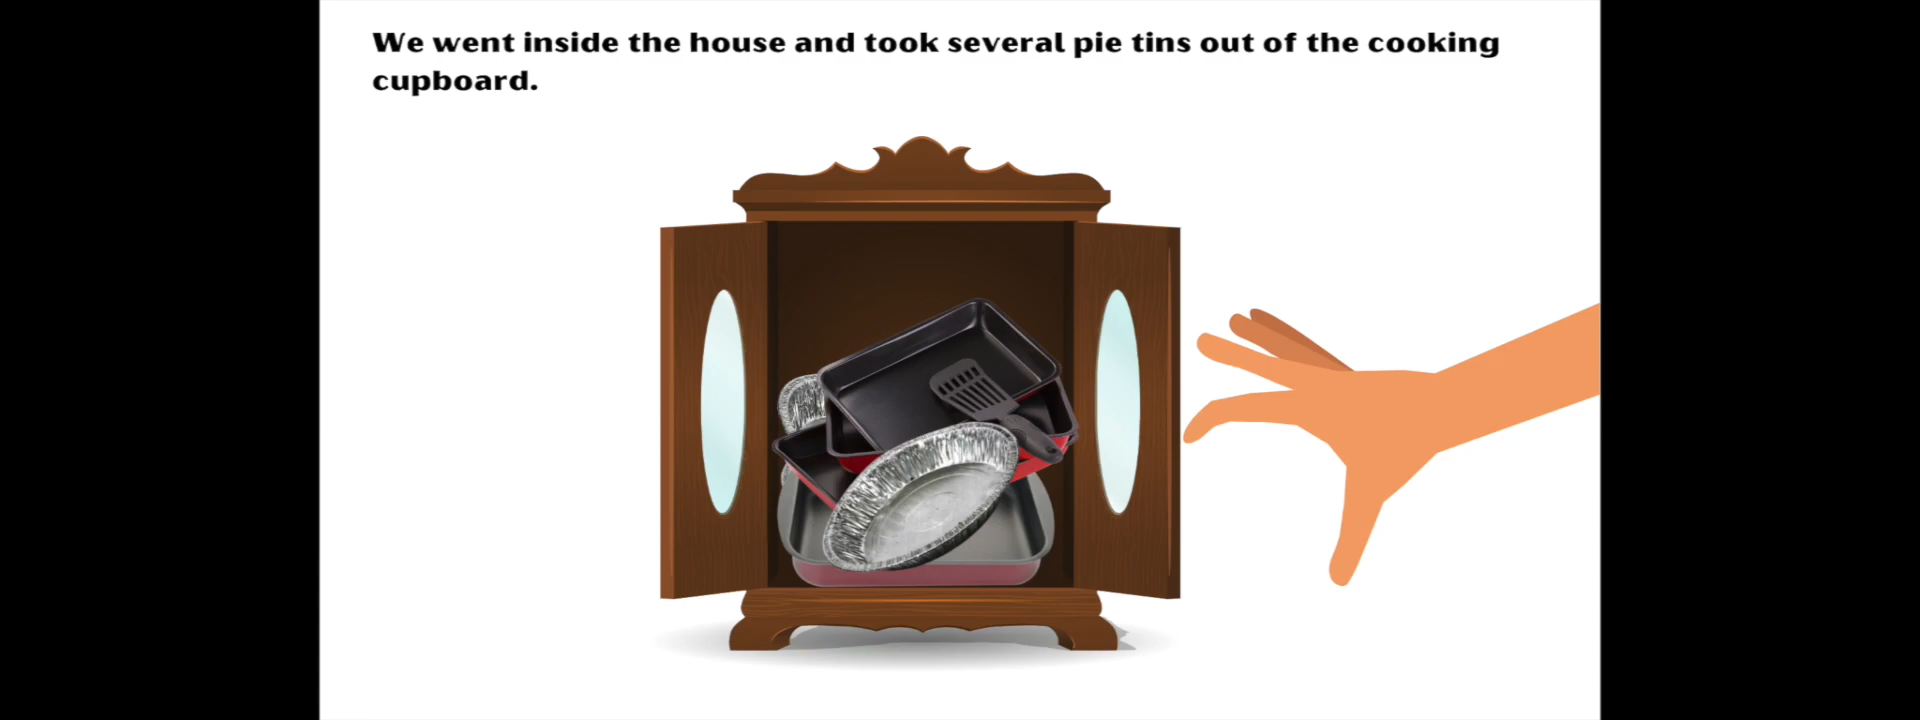 We went inside the house and took several pie tins out of the cooking
cupboard.